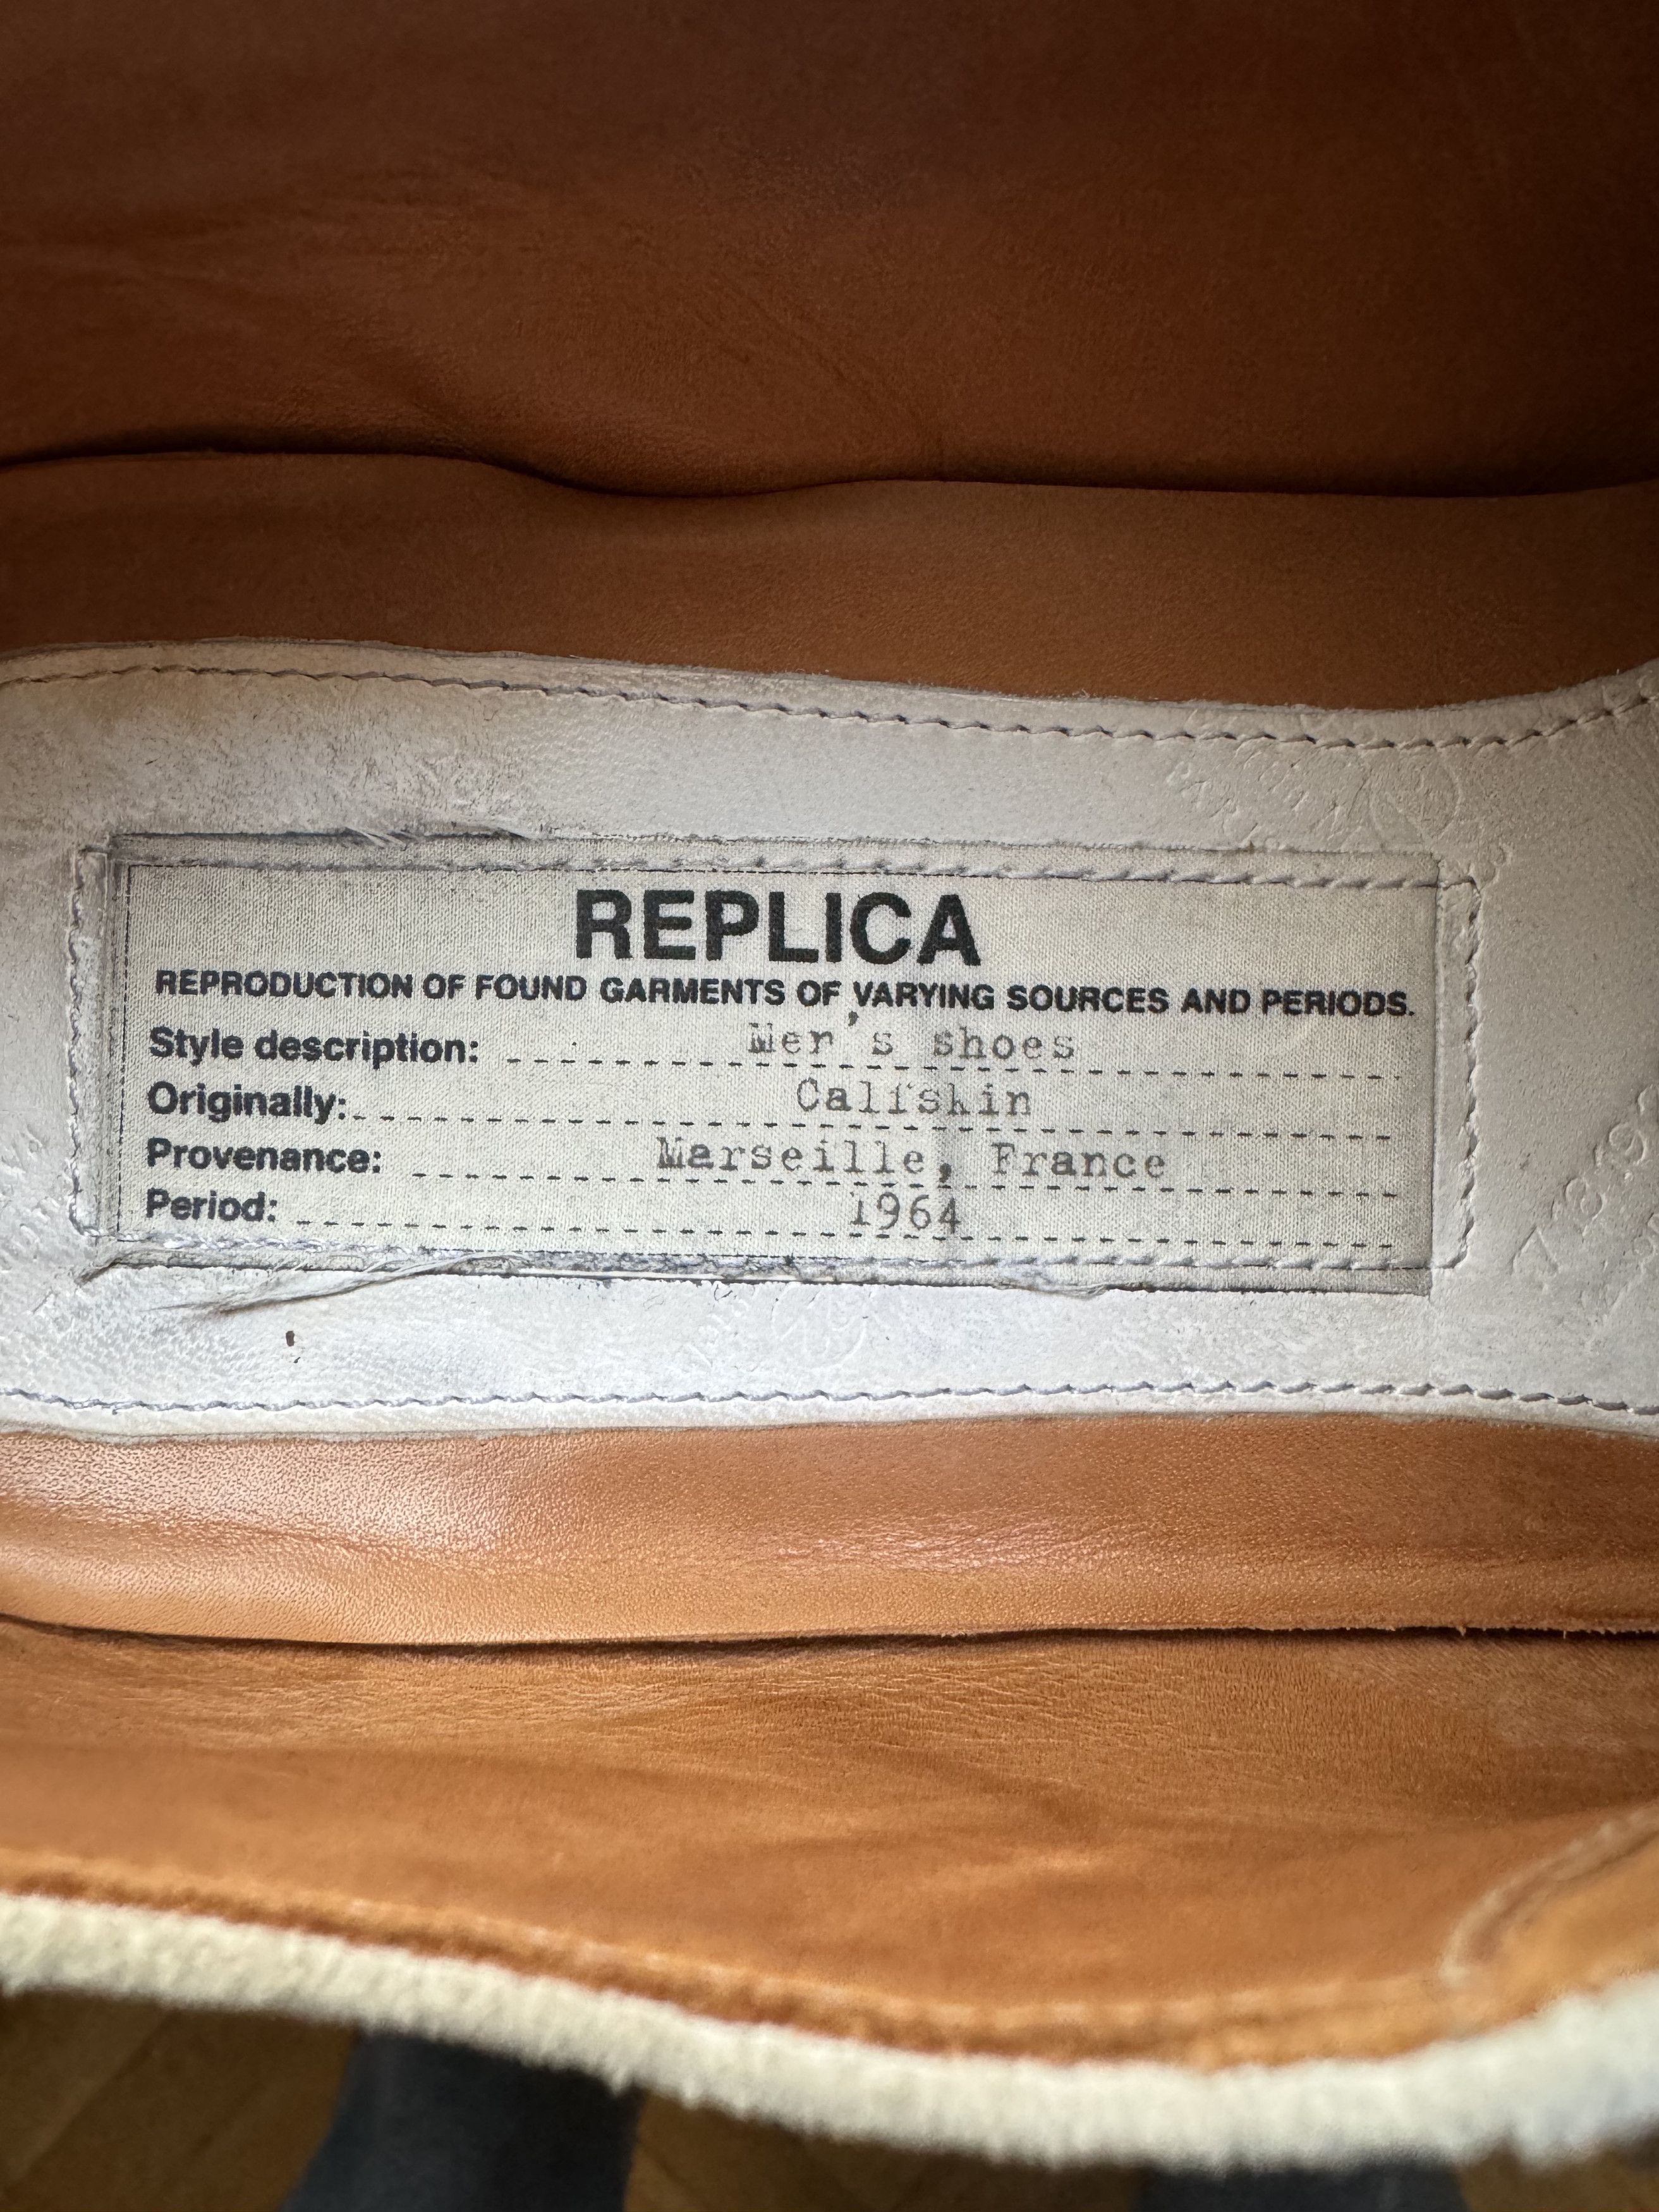 REPLICA
REPRODUCTION OF FOUND GARMENTS OF VARYING SOURCES AND PERIODS.
Style description: Men's shoes
Originally: Calfskin
Provenance: Marseille, France
Period: 1964